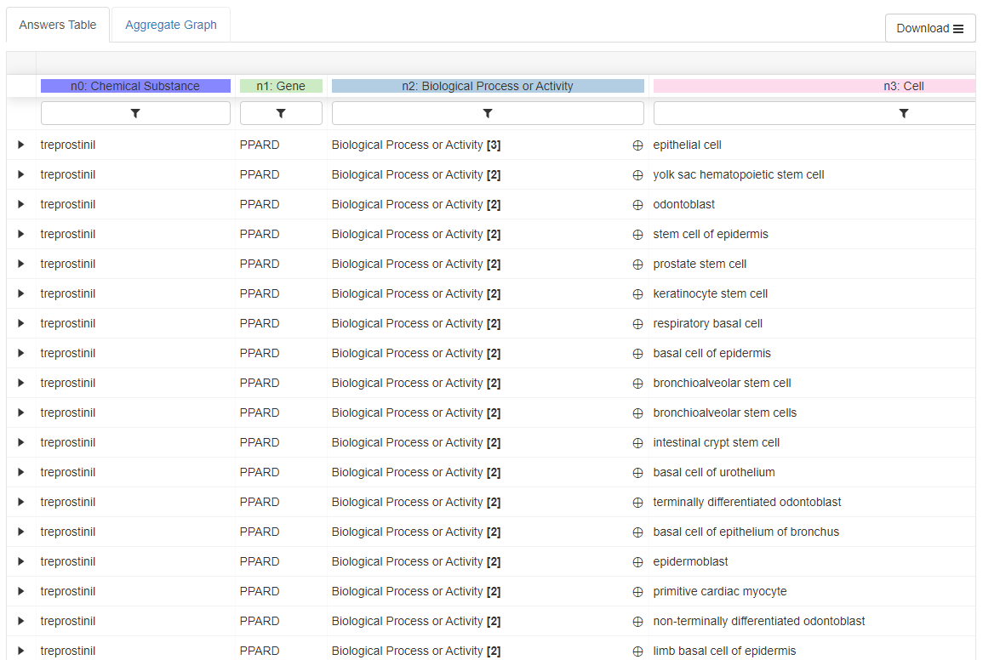 Answers Table Aggregate Graph Download
n0: Chemical Substance n1: Gene n2: Biological Process or Activity n3: Cell
treprostinil PPARD Biological Process or Activity [3] epithelial cell
treprostinil PPARD Biological Process or Activity [2] yolk sac hematopoietic stem cell
treprostinil PPARD Biological Process or Activity [2] odontoblast
treprostinil PPARD Biological Process or Activity [2] stem cell of epidermis
treprostinil PPARD Biological Process or Activity [2] prostate stem cell
treprostinil PPARD Biological Process or Activity [2] keratinocyte stem cell
treprostinil PPARD Biological Process or Activity [2] respiratory basal cell
treprostinil PPARD Biological Process or Activity [2] basal cell of epidermis
treprostinil PPARD Biological Process or Activity [2] bronchioalveolar stem cell
treprostinil PPARD Biological Process or Activity [2] bronchioalveolar stem cells
treprostinil PPARD Biological Process or Activity [2] intestinal crypt stem cell
treprostinil PPARD Biological Process or Activity [2] basal cell of urothelium
treprostinil PPARD Biological Process or Activity [2] terminally differentiated odontoblast
treprostinil PPARD Biological Process or Activity [2] basal cell of epithelium of bronchus
treprostinil PPARD Biological Process or Activity [2] epidermoblast
treprostinil PPARD Biological Process or Activity [2] primitive cardiac myocyte
treprostinil PPARD Biological Process or Activity [2] non-terminally differentiated odontoblast
treprostinil PPARD Biological Process or Activity [2] limb basal cell of epidermis